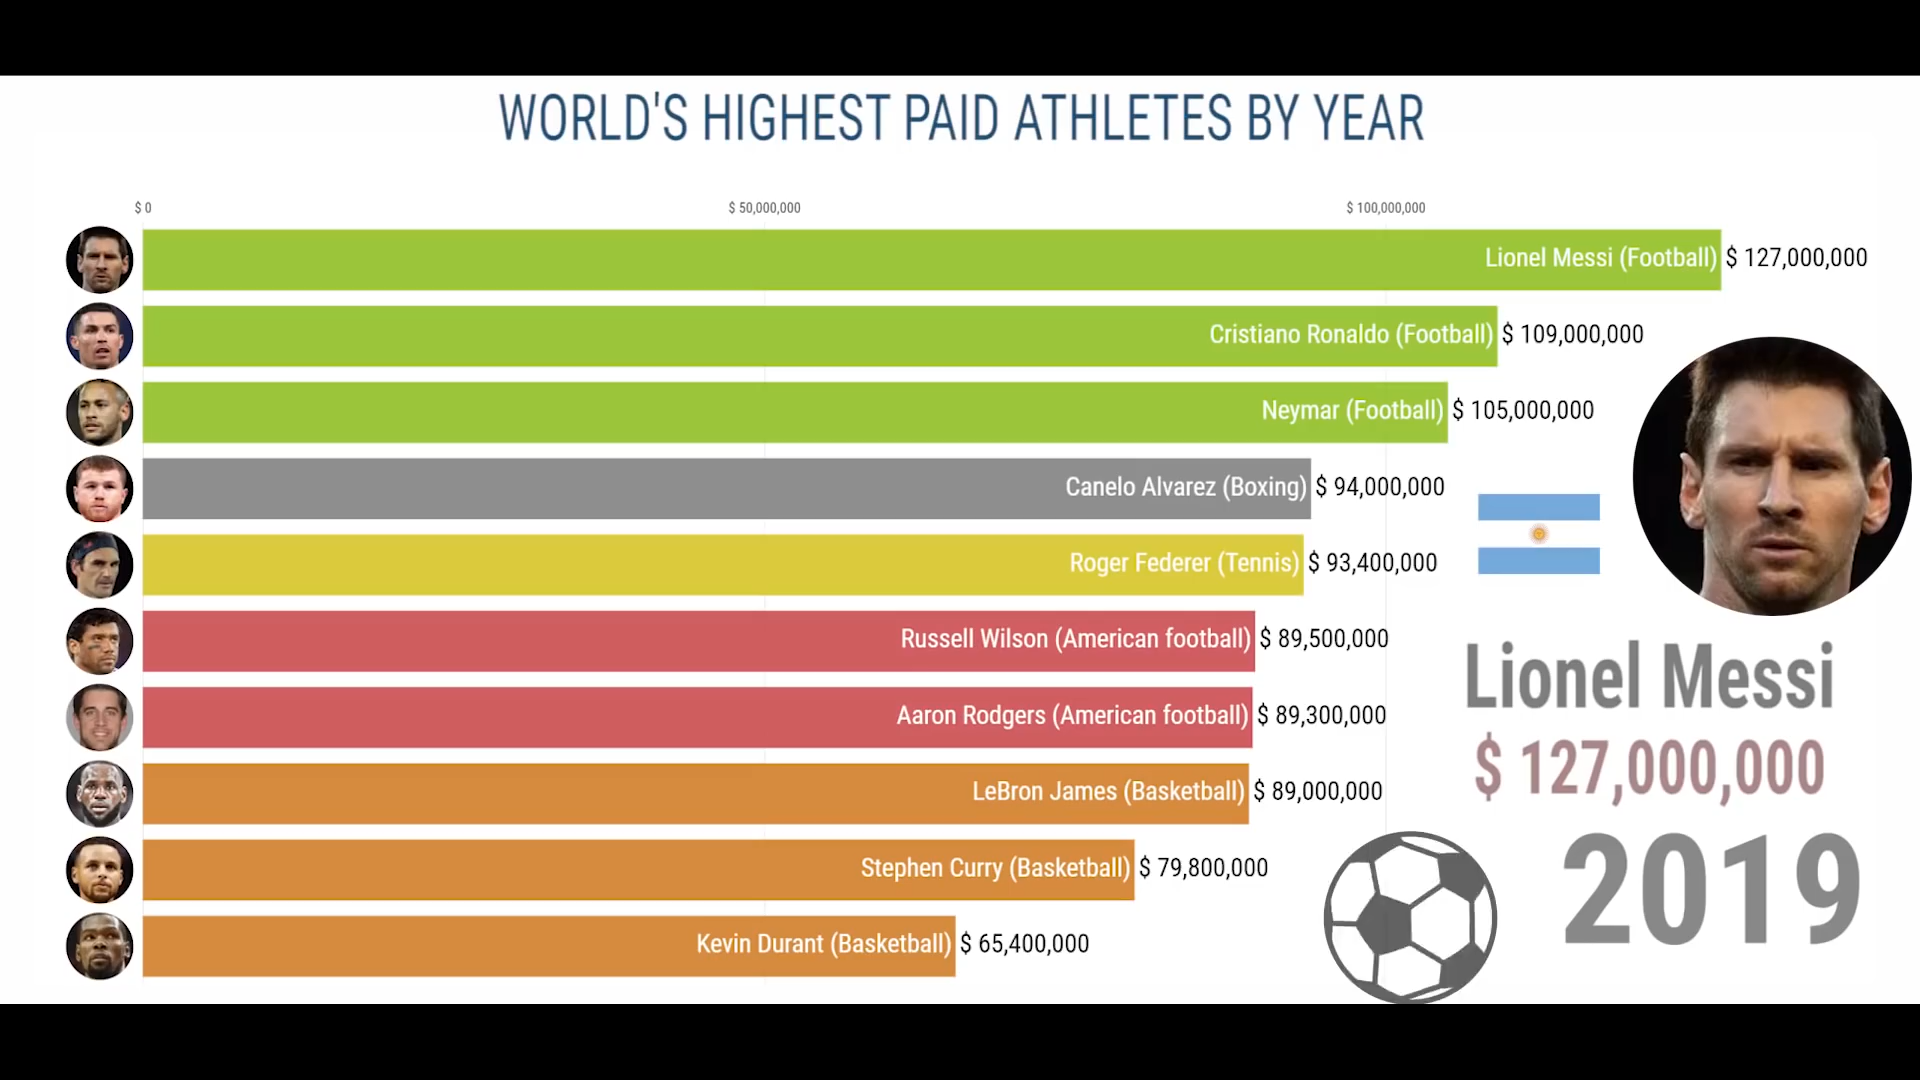 WORLD'S HIGHEST PAID ATHLETES BY YEAR
$ 0
$ 50,000,000
$ 100,000,000
Lionel Messi (Football) $ 127,000,000
Cristiano Ronaldo (Football) $ 109,000,000
Neymar (Football) $ 105,000,000
Canelo Alvarez (Boxing) $ 94,000,000
Roger Federer (Tennis) $ 93,400,000
Russell Wilson (American football) $ 89,500,000
Aaron Rodgers (American football) $ 89,300,000
LeBron James (Basketball) $ 89,000,000
Stephen Curry (Basketball) $ 79,800,000
Kevin Durant (Basketball) $ 65,400,000
Lionel Messi
$ 127,000,000
2019